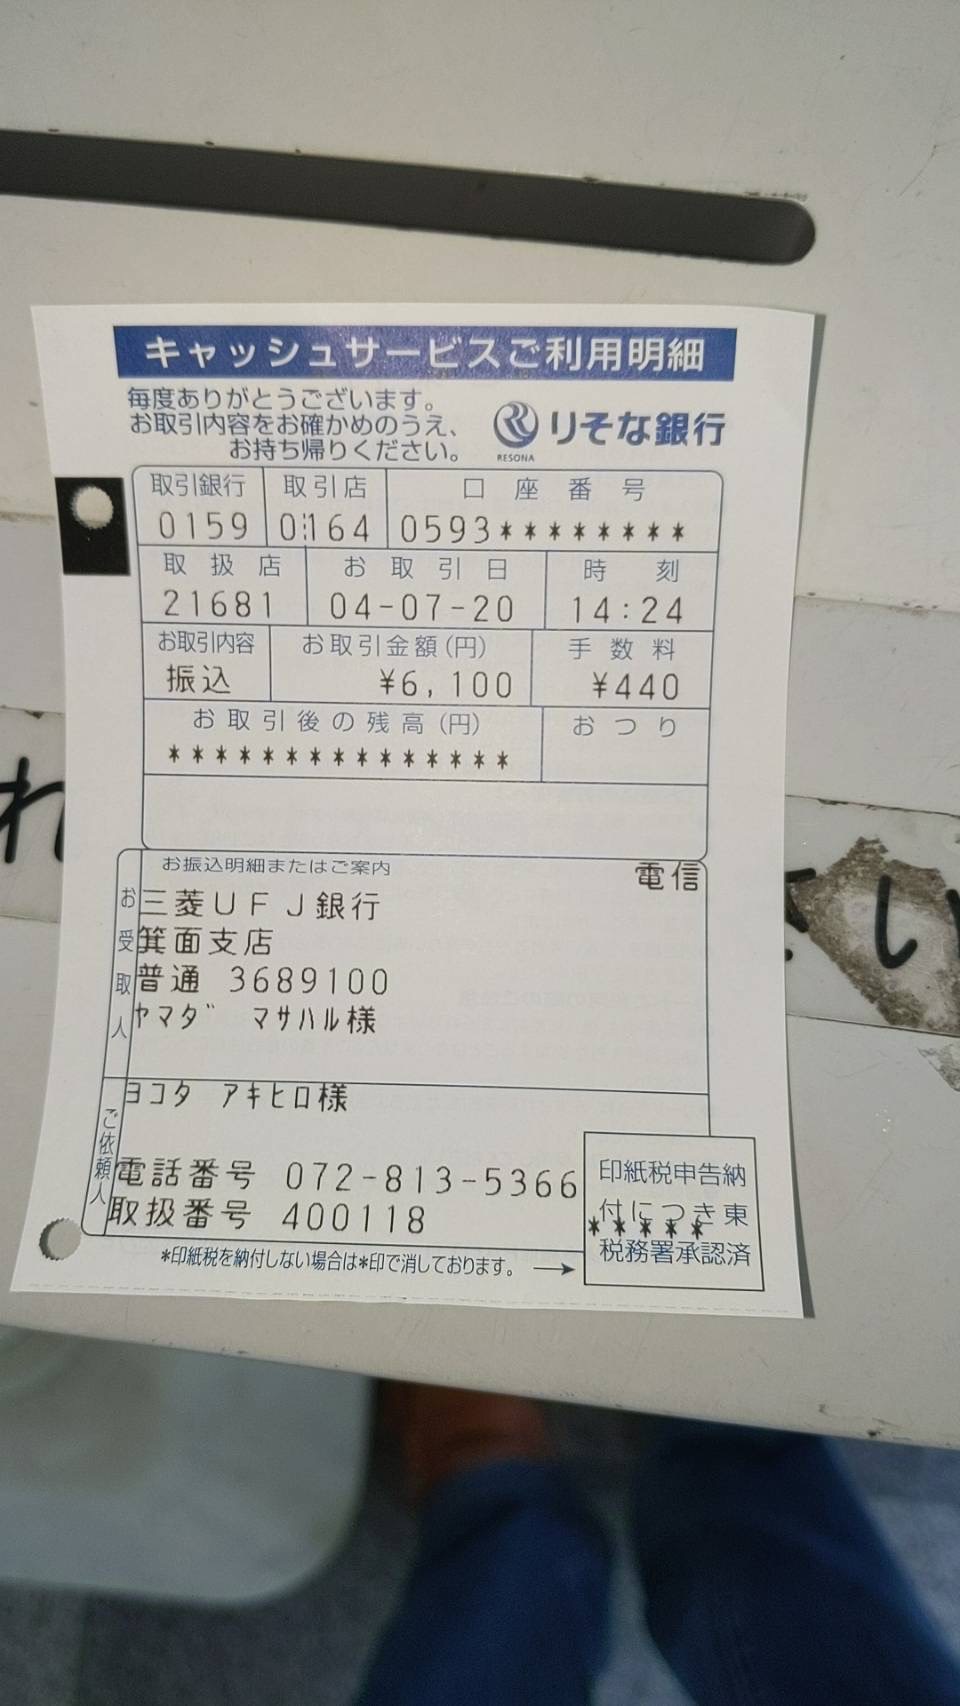 キャッシュサービスご利用明細
毎度ありがとうございます。
お取引内容をお確かめのうえ、
お持ち帰りください。
りそな銀行
RESONA
取引銀行 取引店 口座番号
0159 0164 0593********
取扱店 お取引日 時刻
21681 04-07-20 14:24
お取引内容 お取引金額(円) 手数料
振込 ¥6,100 ¥440
お取引後の残高(円) おつり
***************
お振込明細またはご案内 電信
お受取人
三菱UFJ銀行
箕面支店
普通 3689100
ヤマダ マサハル様
ご依頼人
ヨコタ アキヒロ様
電話番号 072-813-5366
取扱番号 400118
印紙税申告納
付につき東
*****
税務署承認済
*印紙税を納付しない場合は*印で消しております。→
れ
い